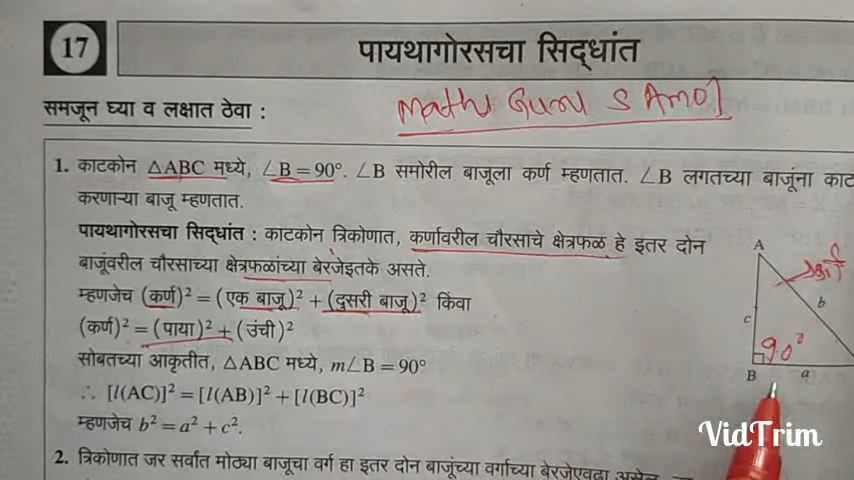 17
पायथागोरसचा सिद्धांत
समजून घ्या व लक्षात ठेवा :
Maths Guru S Amol
1. काटकोन △ABC मध्ये, ∠B = 90°. ∠B समोरील बाजूला कर्ण म्हणतात. ∠B लगतच्या बाजूंना काट
करणाऱ्या बाजू म्हणतात.
पायथागोरसचा सिद्धांत : काटकोन त्रिकोणात, कर्णावरील चौरसाचे क्षेत्रफळ हे इतर दोन
बाजूंवरील चौरसाच्या क्षेत्रफळांच्या बेरजेइतके असते.
म्हणजेच (कर्ण)² = (एक बाजू)² + (दुसरी बाजू)² किंवा
(कर्ण)² = (पाया)² + (उंची)²
सोबतच्या आकृतीत, △ABC मध्ये, m∠B = 90°
∴ [l(AC)]² = [l(AB)]² + [l(BC)]²
म्हणजेच b² = a² + c².
2. त्रिकोणात जर सर्वांत मोठ्या बाजूचा वर्ग हा इतर दोन बाजूंच्या वर्गाच्या बेरजेएवढा असेल
A
कर्ण
b
c
90°
B
a
VidTrim